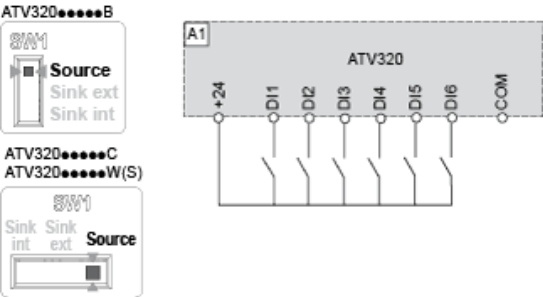 ATV320●●●●●B
SW1
Source
Sink ext
Sink int
ATV320●●●●●C
ATV320●●●●●W(S)
SW1
Sink int
Sink ext
Source
A1
ATV320
+24
DI1
DI2
DI3
DI4
DI5
DI6
COM